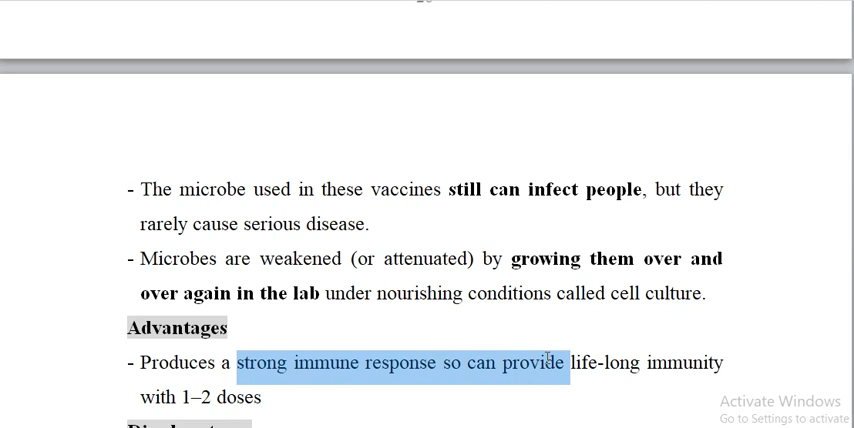 - The microbe used in these vaccines still can infect people, but they
rarely cause serious disease.
- Microbes are weakened (or attenuated) by growing them over and
over again in the lab under nourishing conditions called cell culture.
Advantages
- Produces a strong immune response so can provide life-long immunity
with 1–2 doses
Activate Windows
Go to Settings to activate